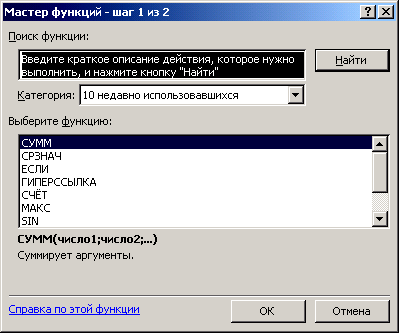 Мастер функций - шаг 1 из 2
Поиск функции:
Введите краткое описание действия, которое нужно
выполнить, и нажмите кнопку "Найти"
Найти
Категория: 10 недавно использовавшихся
Выберите функцию:
СУММ
СРЗНАЧ
ЕСЛИ
ГИПЕРССЫЛКА
СЧЁТ
МАКС
SIN
СУММ(число1;число2;...)
Суммирует аргументы.
Справка по этой функции
ОК
Отмена